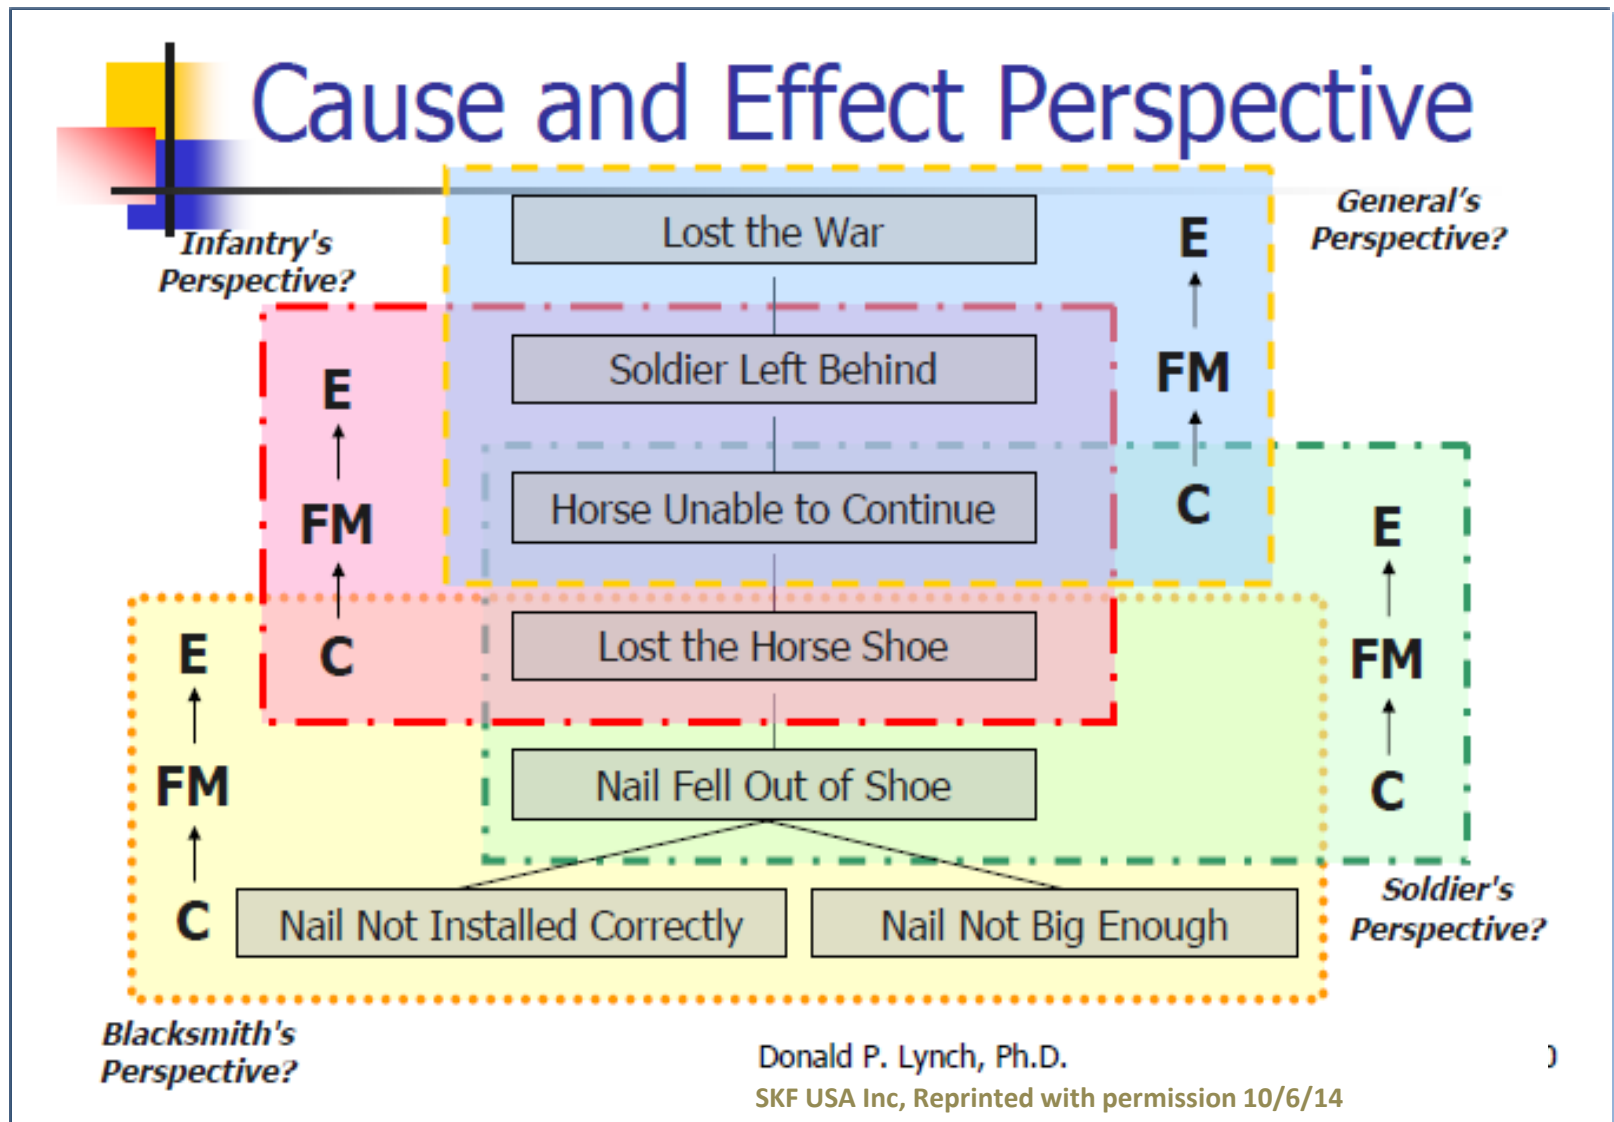 Cause and Effect Perspective
Infantry's
Perspective?
General's
Perspective?
Lost the War
E
Soldier Left Behind
E
FM
Horse Unable to Continue
FM
C
E
Lost the Horse Shoe
E
C
FM
Nail Fell Out of Shoe
FM
C
C
Nail Not Installed Correctly
Nail Not Big Enough
Soldier's
Perspective?
Blacksmith's
Perspective?
Donald P. Lynch, Ph.D.
SKF USA Inc, Reprinted with permission 10/6/14